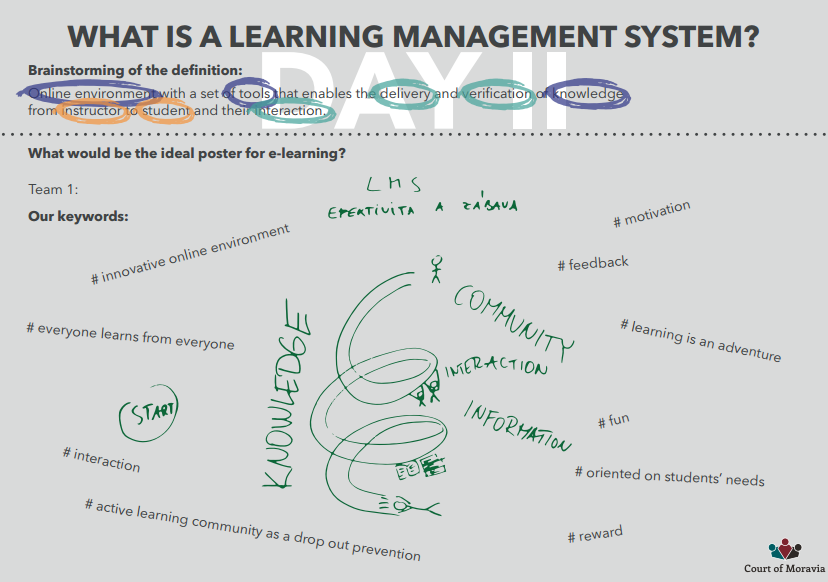 WHAT IS A LEARNING MANAGEMENT SYSTEM?
DAY II
Brainstorming of the definition:
Online environment with a set of tools that enables the delivery and verification of knowledge
from instructor to student and their interaction.
What would be the ideal poster for e-learning?
Team 1:
Our keywords:
LMS
EFEKTIVITA A ZÁBAVA
# motivation
# innovative online environment
# feedback
COMMUNITY
# everyone learns from everyone
# learning is an adventure
KNOWLEDGE
INTERACTION
START
INFORMATION
# fun
# interaction
# oriented on students’ needs
# active learning community as a drop out prevention
# reward
Court of Moravia